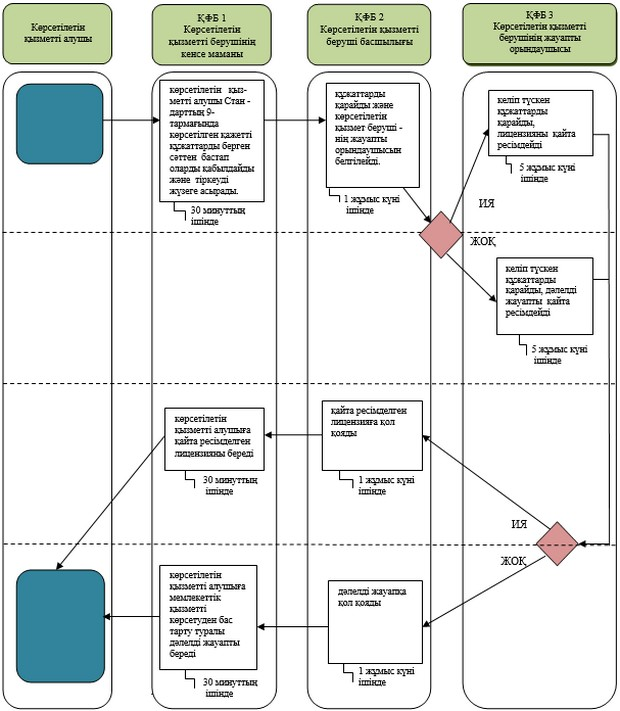 Көрсетілетін
қызметті алушы
ҚФБ 1
Көрсетілетін
қызметті берушінің
кеңсе маманы
ҚФБ 2
Көрсетілетін қызметті
беруші басшылығы
ҚФБ 3
Көрсетілетін қызметті
берушінің жауапты
орындаушысы
көрсетілетін қыз-
метті алушы Стан -
дарттың 9-
тармағында
көрсетілген қажетті
құжаттарды берген
сәттен бастап
оларды қабылдайды
және тіркеуді
жүзеге асырады.
30 минуттың
ішінде
құжаттарды
қарайды және
көрсетілетін
қызмет беруші -
нің жауапты
орындаушысын
белгілейді.
1 жұмыс күні
ішінде
келіп түскен
құжаттарды
қарайды,
лицензияны қайта
ресімдейді
5 жұмыс күні
ішінде
ИЯ
ЖОҚ
келіп түскен
құжаттарды
қарайды, дәлелді
жауапты қайта
ресімдейді
5 жұмыс күні
ішінде
көрсетілетін
қызметті алушыға
қайта ресімделген
лицензияны береді
30 минуттың
ішінде
қайта ресімделген
лицензияға қол
қояды
1 жұмыс күні
ішінде
ИЯ
ЖОҚ
көрсетілетін
қызметті алушыға
мемлекеттік
қызметті
көрсетуден бас
тарту туралы
дәлелді жауапты
береді
30 минуттың
ішінде
дәлелді жауапқа
қол қояды
1 жұмыс күні
ішінде